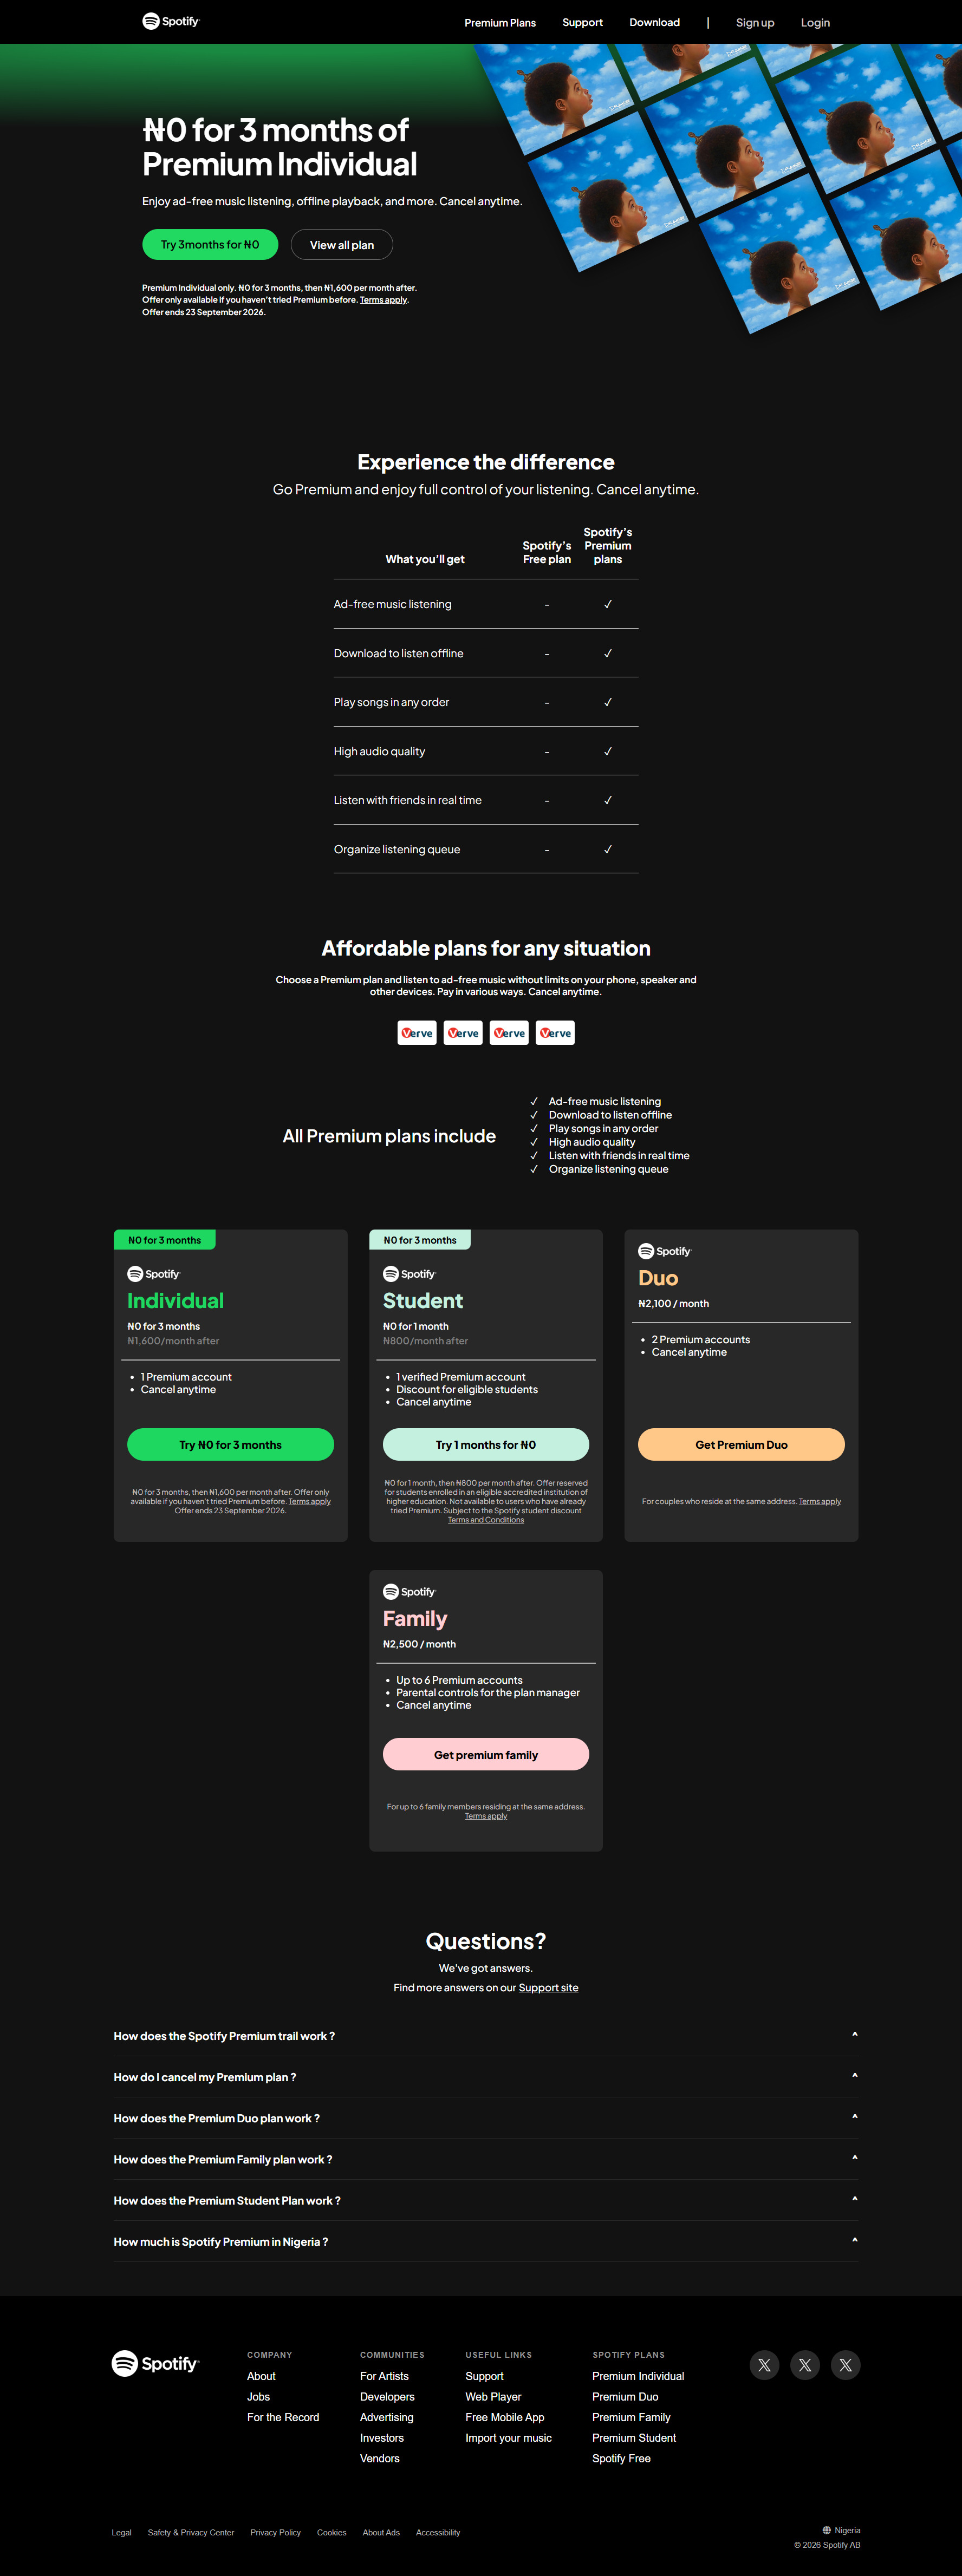 Spotify
Premium Plans
Support
Download
|
Sign up
Login
₦0 for 3 months of
Premium Individual
Enjoy ad-free music listening, offline playback, and more. Cancel anytime.
Try 3months for ₦0
View all plan
Premium Individual only. ₦0 for 3 months, then ₦1,600 per month after.
Offer only available if you haven't tried Premium before. Terms apply.
Offer ends 23 September 2026.
Experience the difference
Go Premium and enjoy full control of your listening. Cancel anytime.
What you'll get
Spotify's
Free plan
Spotify's
Premium
plans
Ad-free music listening - ✓
Download to listen offline - ✓
Play songs in any order - ✓
High audio quality - ✓
Listen with friends in real time - ✓
Organize listening queue - ✓
Affordable plans for any situation
Choose a Premium plan and listen to ad-free music without limits on your phone, speaker and
other devices. Pay in various ways. Cancel anytime.
Verve Verve Verve Verve
All Premium plans include
✓ Ad-free music listening
✓ Download to listen offline
✓ Play songs in any order
✓ High audio quality
✓ Listen with friends in real time
✓ Organize listening queue
₦0 for 3 months
Spotify
Individual
₦0 for 3 months
₦1,600/month after
• 1 Premium account
• Cancel anytime
Try ₦0 for 3 months
₦0 for 3 months, then ₦1,600 per month after. Offer only
available if you haven't tried Premium before. Terms apply
Offer ends 23 September 2026.
₦0 for 3 months
Spotify
Student
₦0 for 1 month
₦800/month after
• 1 verified Premium account
• Discount for eligible students
• Cancel anytime
Try 1 months for ₦0
₦0 for 1 month, then ₦800 per month after. Offer reserved
for students enrolled in an eligible accredited institution of
higher education. Not available to users who have already
tried Premium. Subject to the Spotify student discount
Terms and Conditions
Spotify
Duo
₦2,100 / month
• 2 Premium accounts
• Cancel anytime
Get Premium Duo
For couples who reside at the same address. Terms apply
Spotify
Family
₦2,500 / month
• Up to 6 Premium accounts
• Parental controls for the plan manager
• Cancel anytime
Get premium family
For up to 6 family members residing at the same address.
Terms apply
Questions?
We've got answers.
Find more answers on our Support site
How does the Spotify Premium trail work ?
How do I cancel my Premium plan ?
How does the Premium Duo plan work ?
How does the Premium Family plan work ?
How does the Premium Student Plan work ?
How much is Spotify Premium in Nigeria ?
Spotify
COMPANY
About
Jobs
For the Record
COMMUNITIES
For Artists
Developers
Advertising
Investors
Vendors
USEFUL LINKS
Support
Web Player
Free Mobile App
Import your music
SPOTIFY PLANS
Premium Individual
Premium Duo
Premium Family
Premium Student
Spotify Free
Legal
Safety & Privacy Center
Privacy Policy
Cookies
About Ads
Accessibility
Nigeria
© 2026 Spotify AB